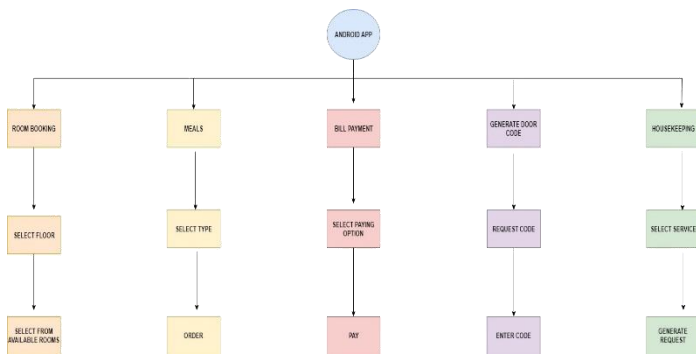 ANDROID APP
ROOM BOOKING
MEALS
BILL PAYMENT
GENERATE DOOR
CODE
HOUSEKEEPING
SELECT FLOOR
SELECT TYPE
SELECT PAYING
OPTION
REQUEST CODE
SELECT SERVICE
SELECT FROM
AVAILABLE ROOMS
ORDER
PAY
ENTER CODE
GENERATE
REQUEST